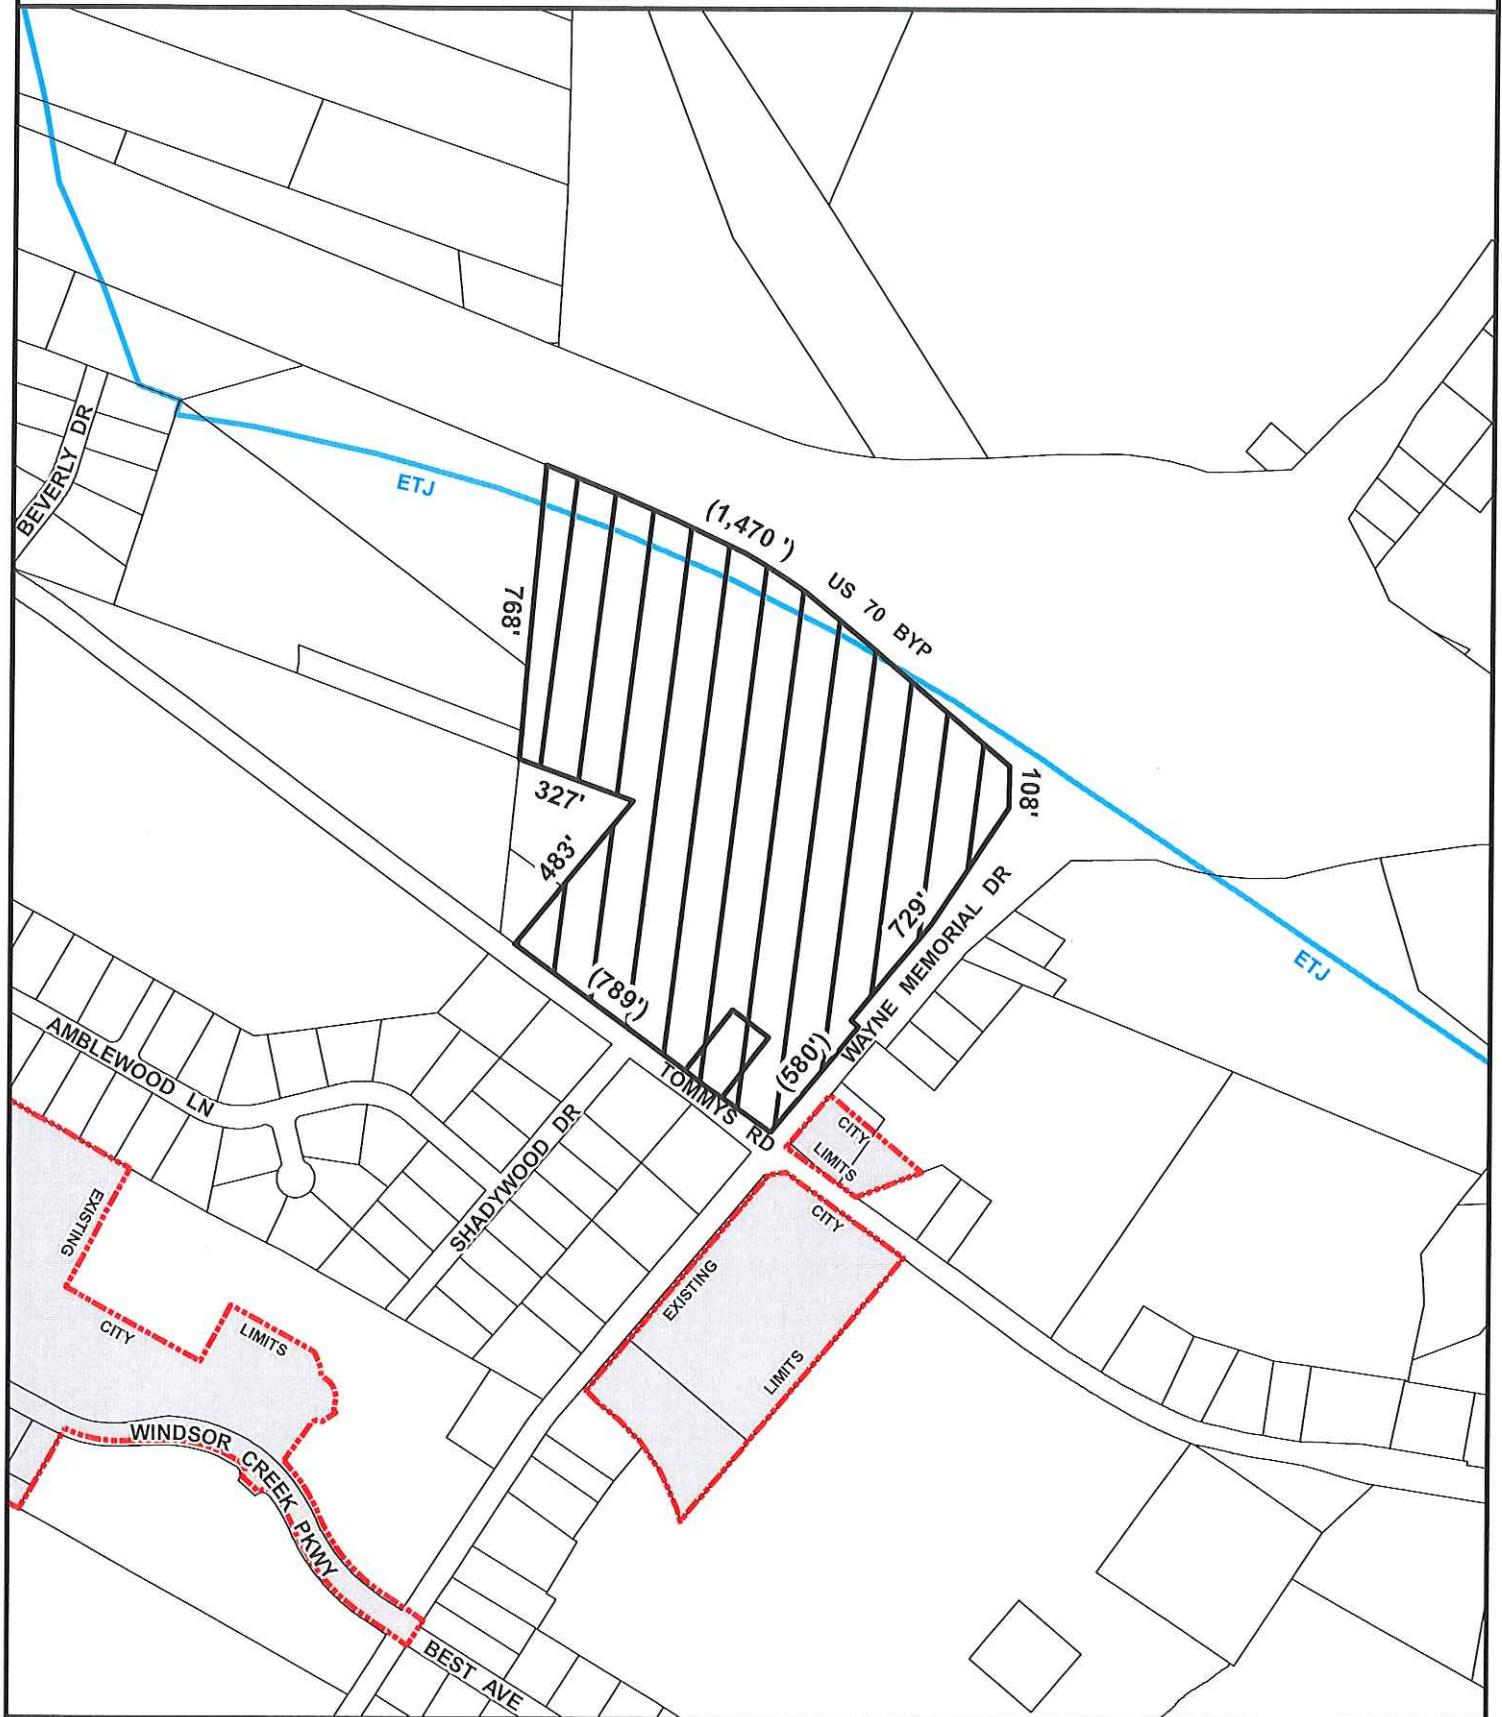 BEVERLY DR
ETJ
(1,470 ')
US 70 BYP
768'
108'
327'
483'
729'
WAYNE MEMORIAL DR
ETJ
(789')
(580')
TOMMYS RD
AMBLEWOOD LN
SHADYWOOD DR
CITY
LIMITS
EXISTING
CITY
LIMITS
EXISTING
CITY
LIMITS
WINDSOR CREEK PKWY
BEST AVE